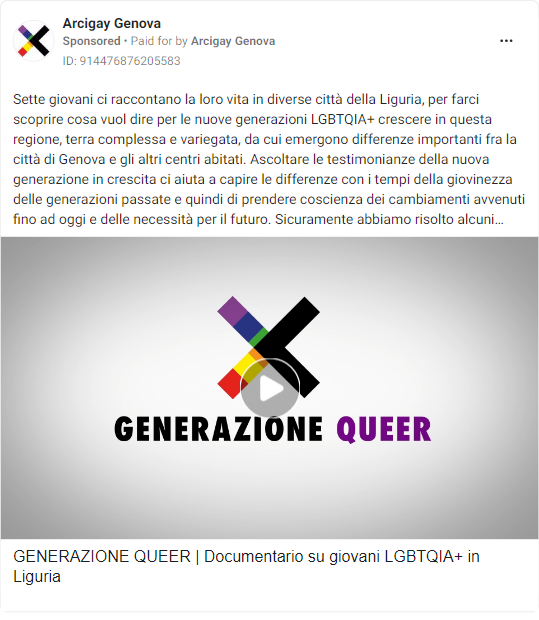 Arcigay Genova
Sponsored • Paid for by Arcigay Genova
ID: 914476876205583
Sette giovani ci raccontano la loro vita in diverse città della Liguria, per farci
scoprire cosa vuol dire per le nuove generazioni LGBTQIA+ crescere in questa
regione, terra complessa e variegata, da cui emergono differenze importanti fra la
città di Genova e gli altri centri abitati. Ascoltare le testimonianze della nuova
generazione in crescita ci aiuta a capire le differenze con i tempi della giovinezza
delle generazioni passate e quindi di prendere coscienza dei cambiamenti avvenuti
fino ad oggi e delle necessità per il futuro. Sicuramente abbiamo risolto alcuni...
GENERAZIONE QUEER
GENERAZIONE QUEER | Documentario su giovani LGBTQIA+ in
Liguria